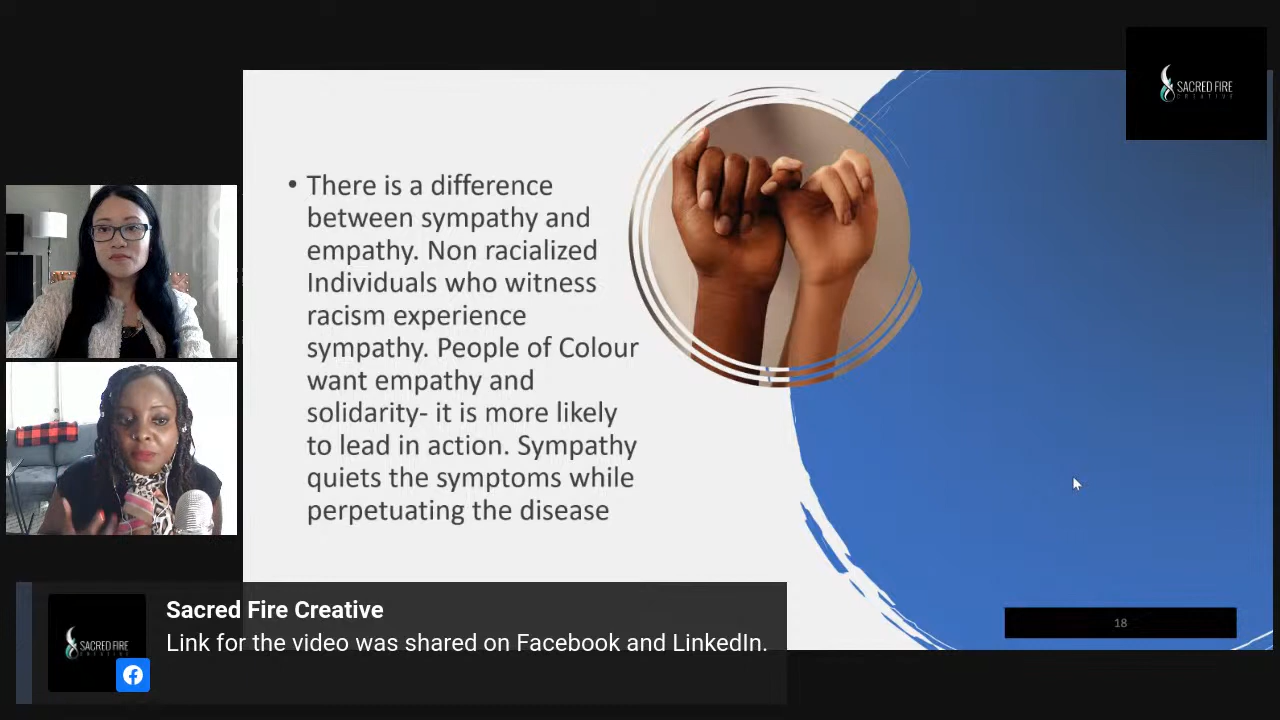 SACRED FIRE
CREATIVE
• There is a difference
between sympathy and
empathy. Non racialized
Individuals who witness
racism experience
sympathy. People of Colour
want empathy and
solidarity- it is more likely
to lead in action. Sympathy
quiets the symptoms while
perpetuating the disease
18
SACRED FIRE
Sacred Fire Creative
Link for the video was shared on Facebook and LinkedIn.